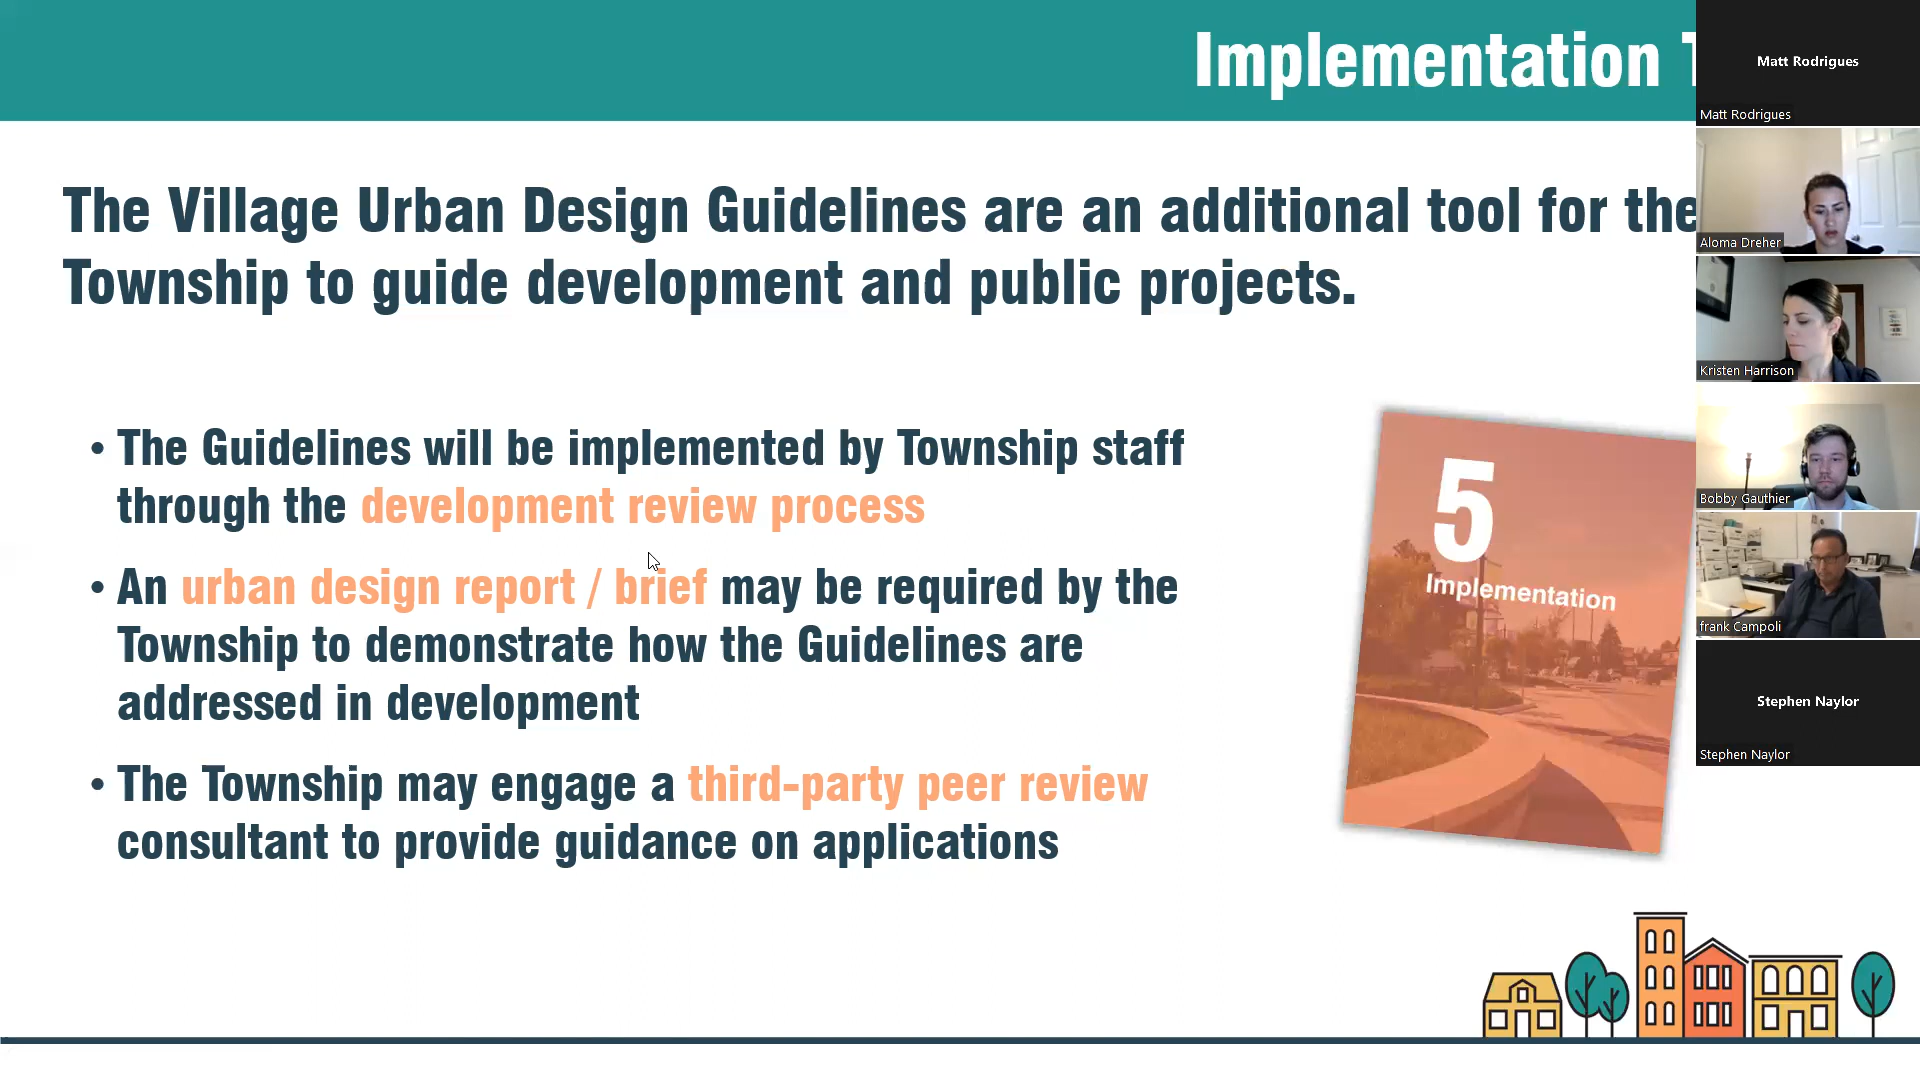 Implementation
The Village Urban Design Guidelines are an additional tool for the
Township to guide development and public projects.
• The Guidelines will be implemented by Township staff
through the development review process
• An urban design report / brief may be required by the
Township to demonstrate how the Guidelines are
addressed in development
• The Township may engage a third-party peer review
consultant to provide guidance on applications
5
Implementation
Matt Rodrigues
Matt Rodrigues
Aloma Dreher
Kristen Harrison
Bobby Gauthier
frank Campoli
Stephen Naylor
Stephen Naylor